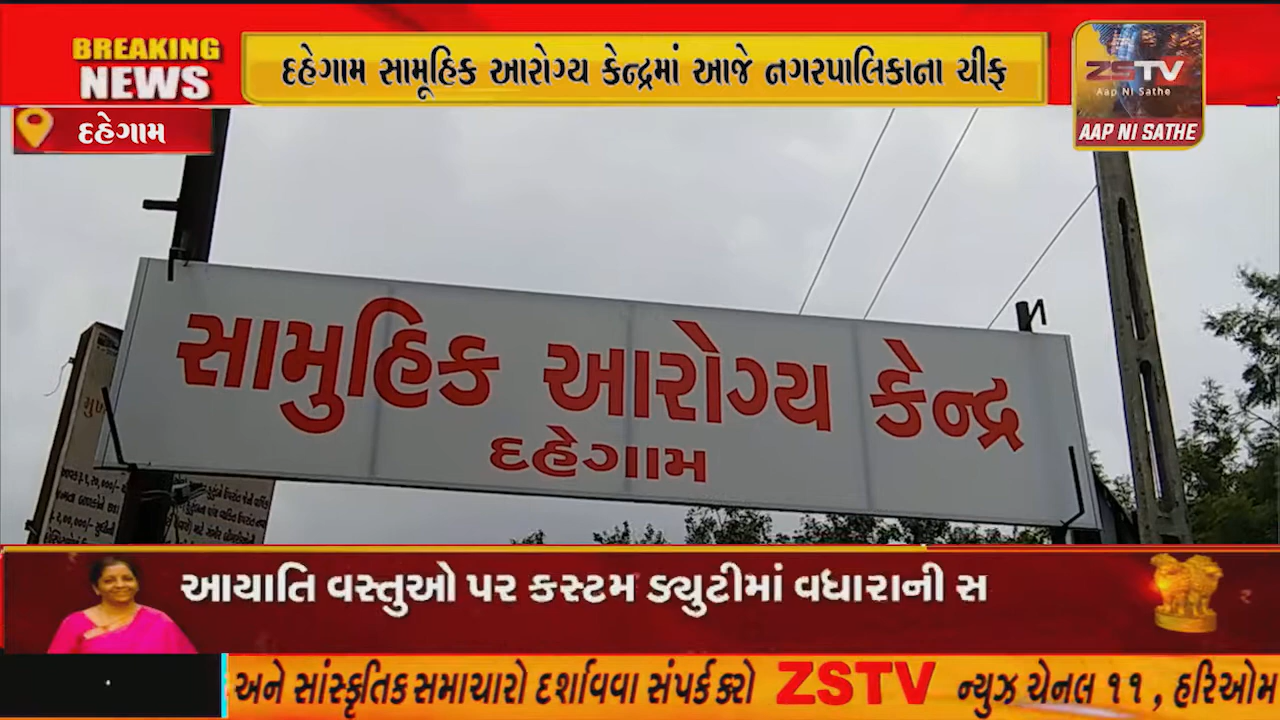 BREAKING
NEWS
દહેગામ સામૂહિક આરોગ્ય કેન્દ્રમાં આજે નગરપાલિકાના ચીફ
ZSTV
Aap Ni Sathe
AAP NI SATHE
દહેગામ
સામુહિક આરોગ્ય કેન્દ્ર
દહેગામ
આયાતિ વસ્તુઓ પર કસ્ટમ ડ્યુટીમાં વધારાની સ
અને સાંસ્કૃતિક સમાચારો દર્શાવવા સંપર્ક કરો ZSTV ન્યુઝ ચેનલ ૧૧ , હરિઓમ